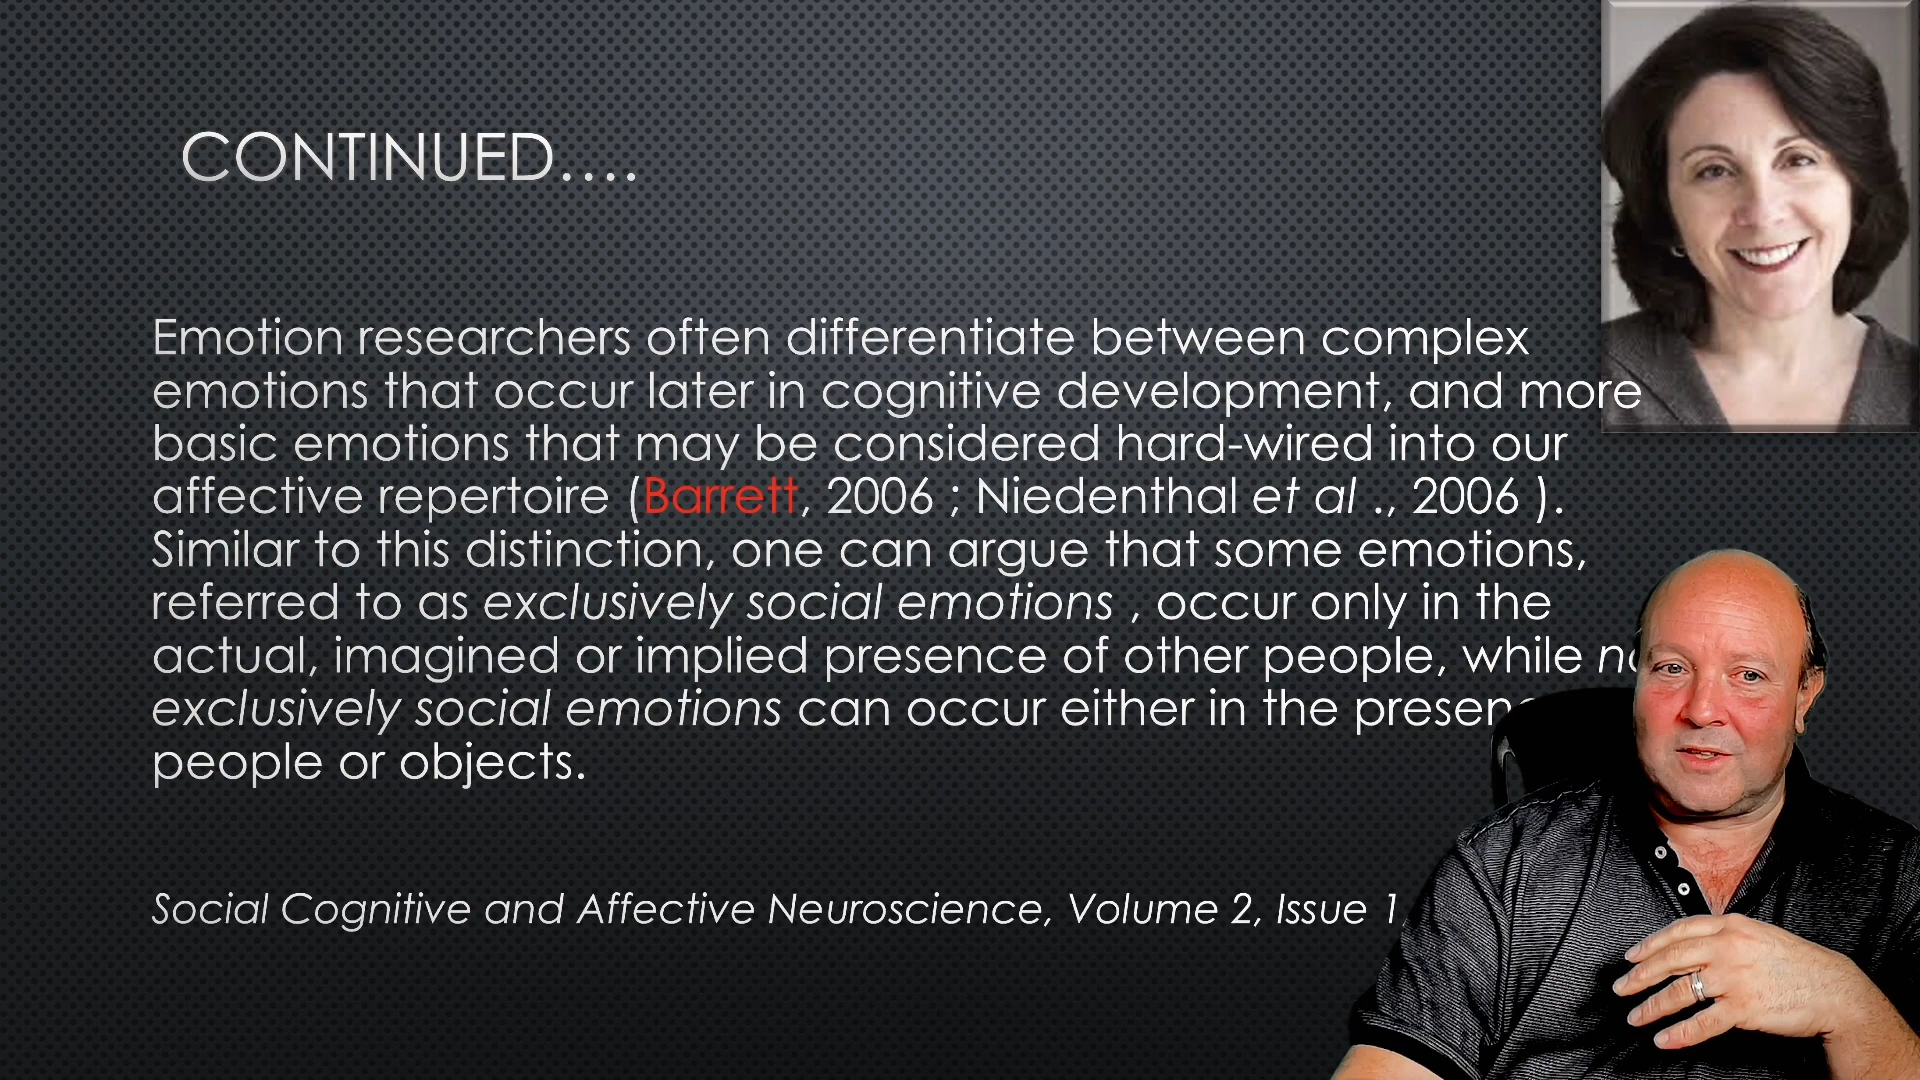 CONTINUED....
Emotion researchers often differentiate between complex
emotions that occur later in cognitive development, and more
basic emotions that may be considered hard-wired into our
affective repertoire (Barrett, 2006 ; Niedenthal et al ., 2006 ).
Similar to this distinction, one can argue that some emotions,
referred to as exclusively social emotions , occur only in the
actual, imagined or implied presence of other people, while
exclusively social emotions can occur either in the
people or objects.
Social Cognitive and Affective Neuroscience, Volume 2, Issue 1